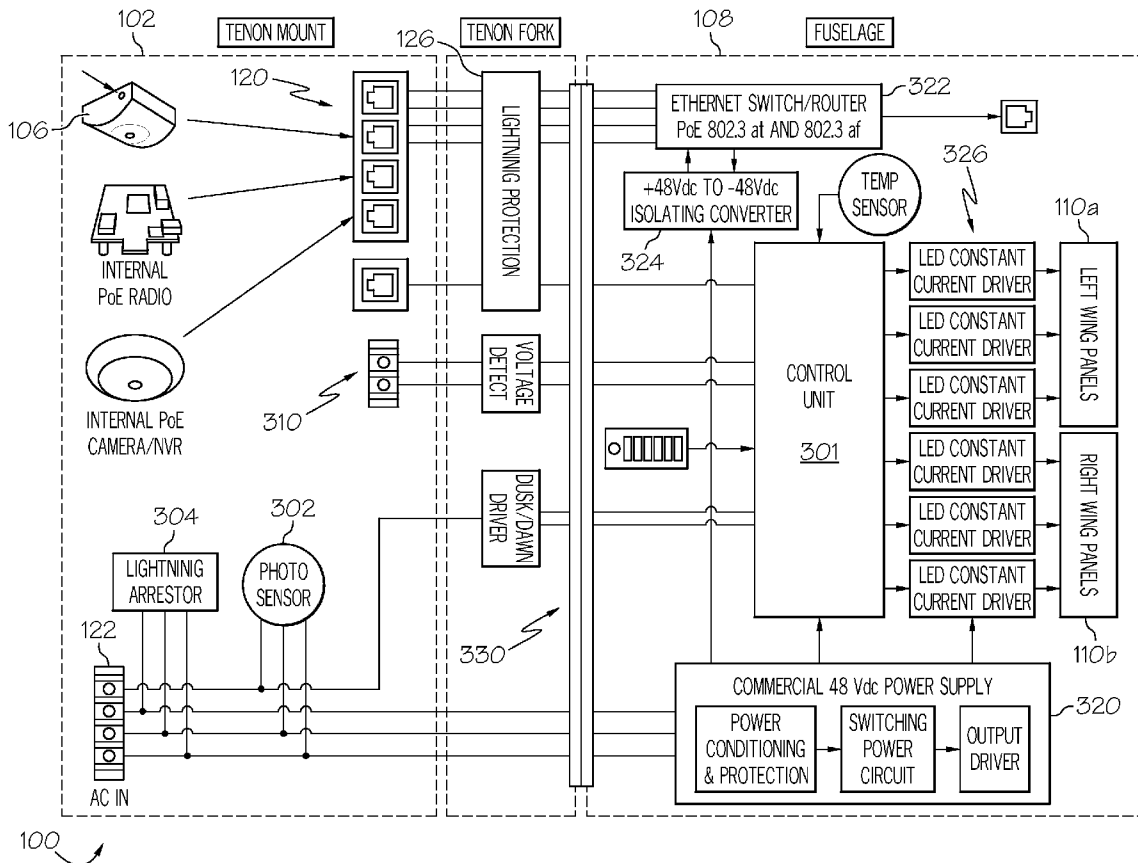 102
TENON MOUNT
126
TENON FORK
108
FUSELAGE
120
106
INTERNAL
PoE RADIO
INTERNAL PoE
CAMERA/NVR
310
LIGHTNING PROTECTION
VOLTAGE
DETECT
DUSK/DAWN
DRIVER
330
304
LIGHTNING
ARRESTOR
302
PHOTO
SENSOR
122
AC IN
100
ETHERNET SWITCH/ROUTER
PoE 802.3 at AND 802.3 af
322
+48Vdc TO -48Vdc
ISOLATING CONVERTER
324
TEMP
SENSOR
326
110a
CONTROL
UNIT
301
LED CONSTANT
CURRENT DRIVER
LED CONSTANT
CURRENT DRIVER
LED CONSTANT
CURRENT DRIVER
LED CONSTANT
CURRENT DRIVER
LED CONSTANT
CURRENT DRIVER
LED CONSTANT
CURRENT DRIVER
LEFT WING PANELS
RIGHT WING PANELS
110b
COMMERCIAL 48 Vdc POWER SUPPLY
320
POWER
CONDITIONING
& PROTECTION
SWITCHING
POWER
CIRCUIT
OUTPUT
DRIVER